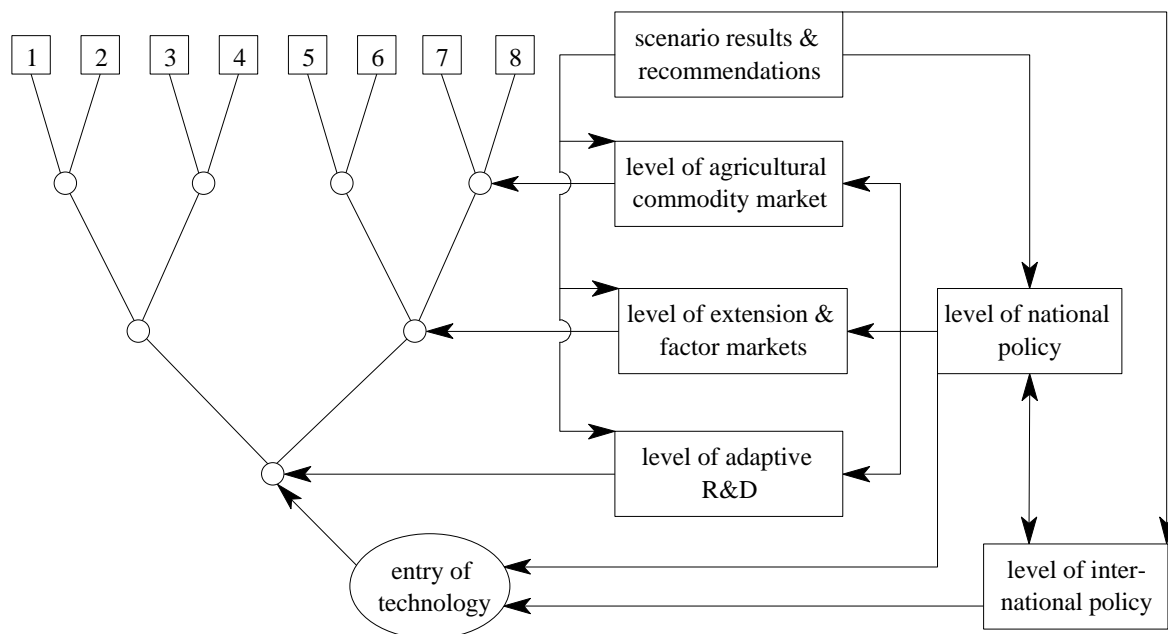 1 2 3 4 5 6 7 8
scenario results &
recommendations
level of agricultural
commodity market
level of extension &
factor markets
level of national
policy
level of adaptive
R&D
entry of
technology
level of inter-
national policy